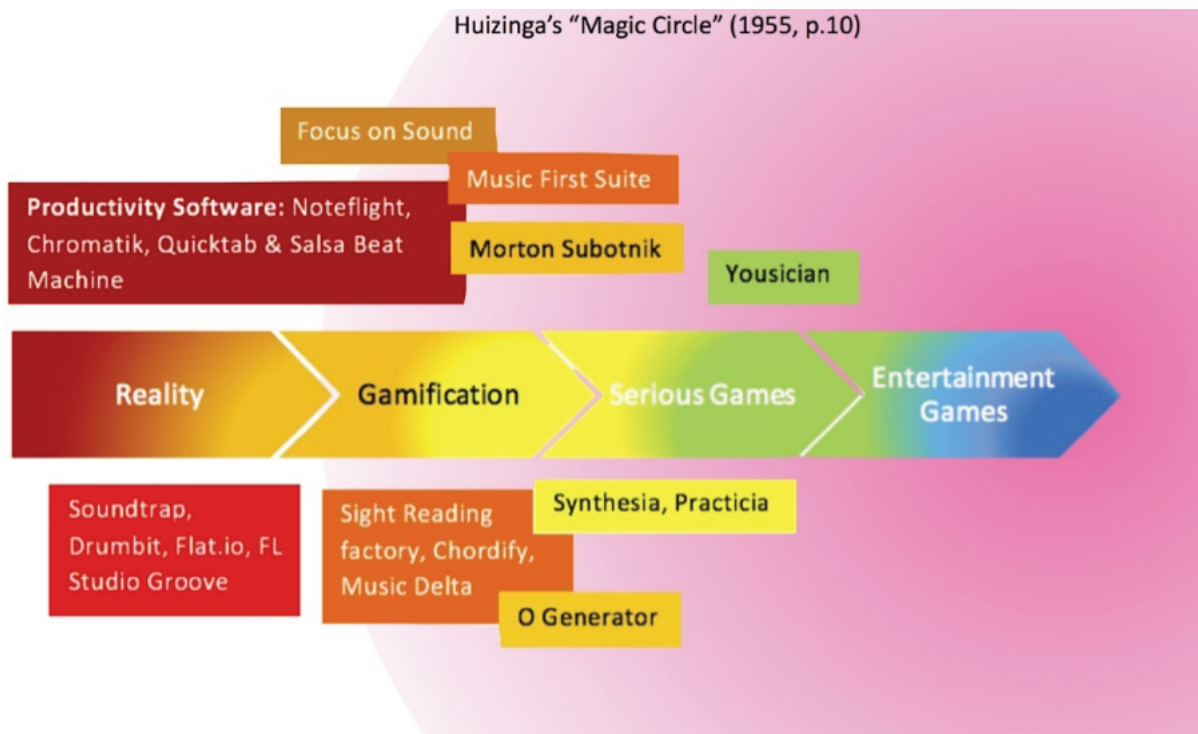 Huizinga’s “Magic Circle” (1955, p.10)
Focus on Sound
Music First Suite
Productivity Software: Noteflight,
Chromatik, Quicktab & Salsa Beat
Machine
Morton Subotnik
Yousician
Reality
Gamification
Serious Games
Entertainment
Games
Soundtrap,
Drumbit, Flat.io, FL
Studio Groove
Sight Reading
factory, Chordify,
Music Delta
Synthesia, Practicia
O Generator